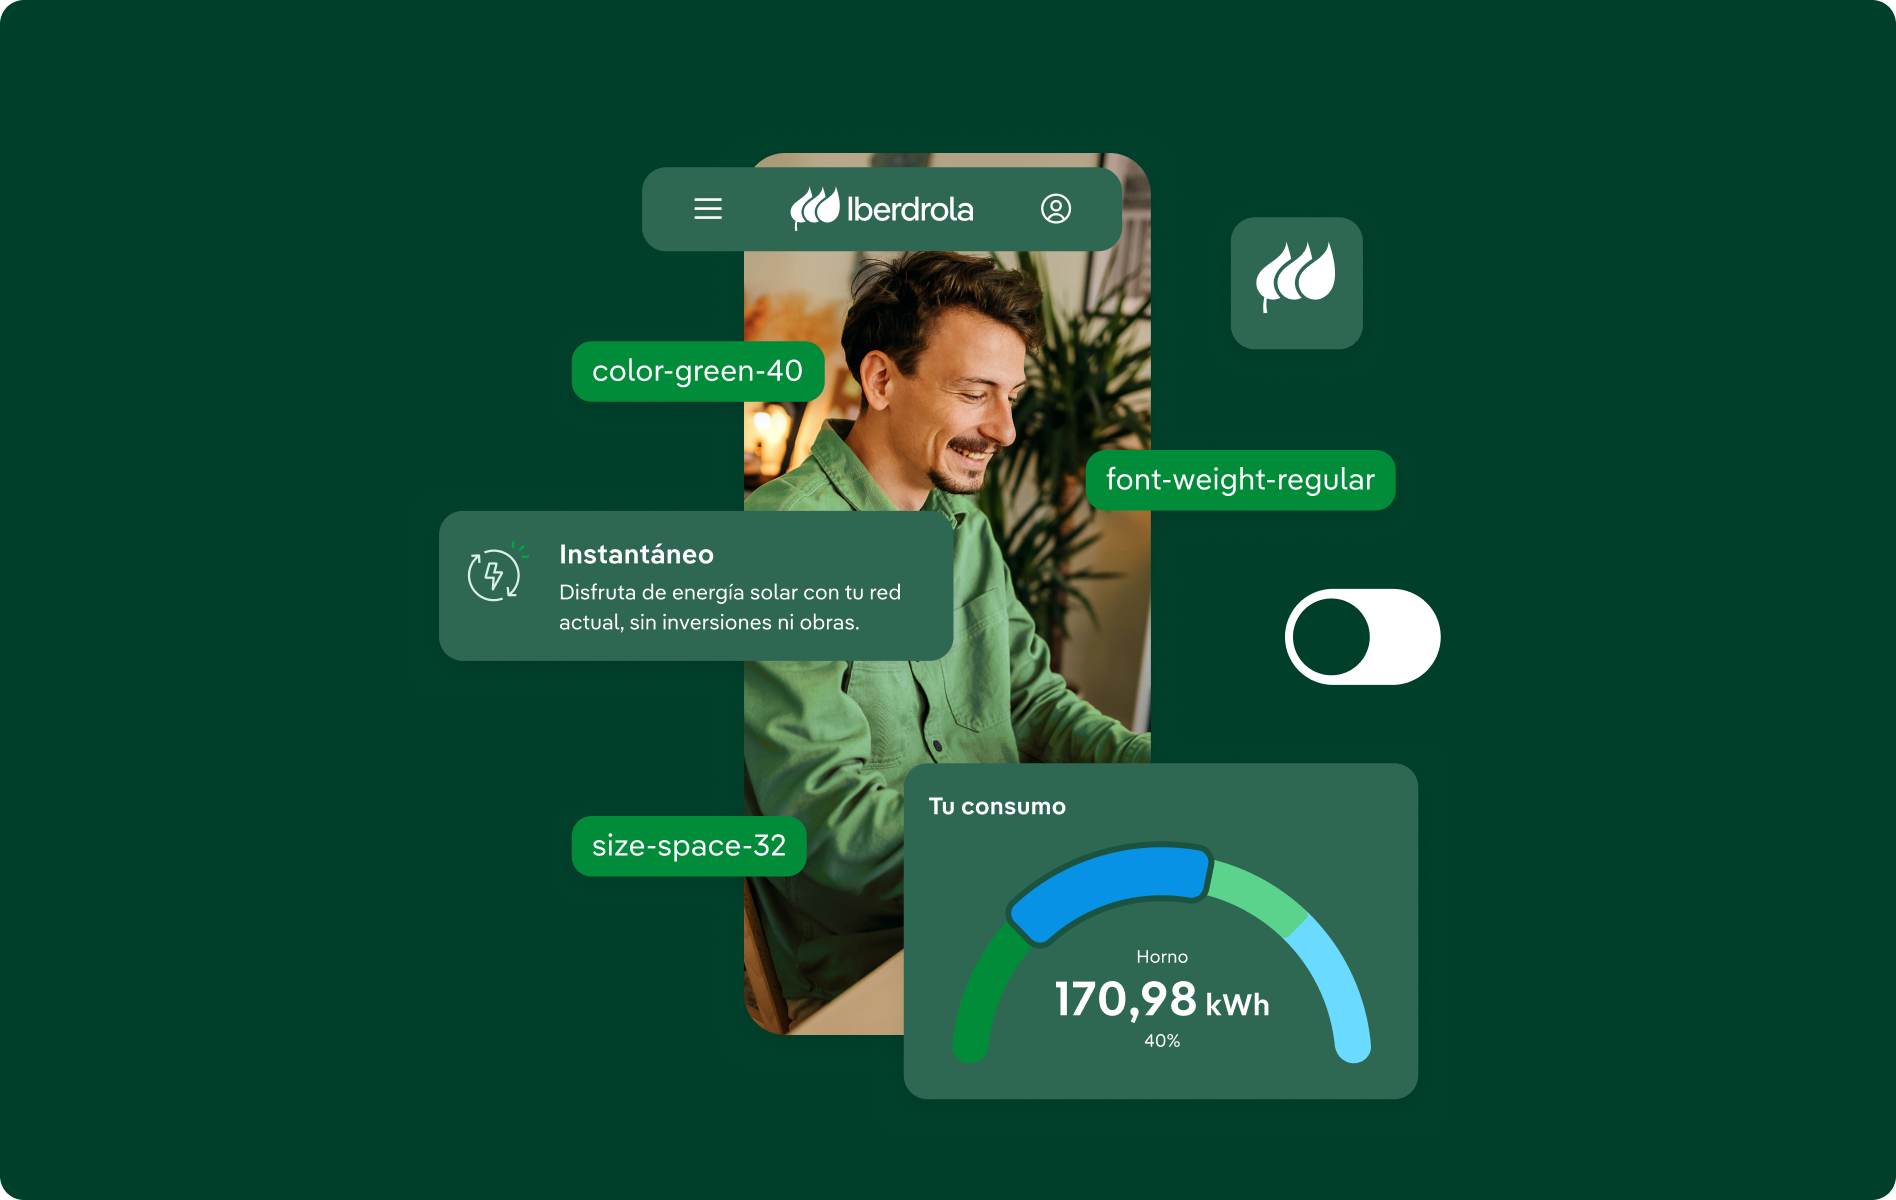 Iberdrola
color-green-40
font-weight-regular
Instantáneo
Disfruta de energía solar con tu red
actual, sin inversiones ni obras.
size-space-32
Tu consumo
Horno
170,98 kWh
40%